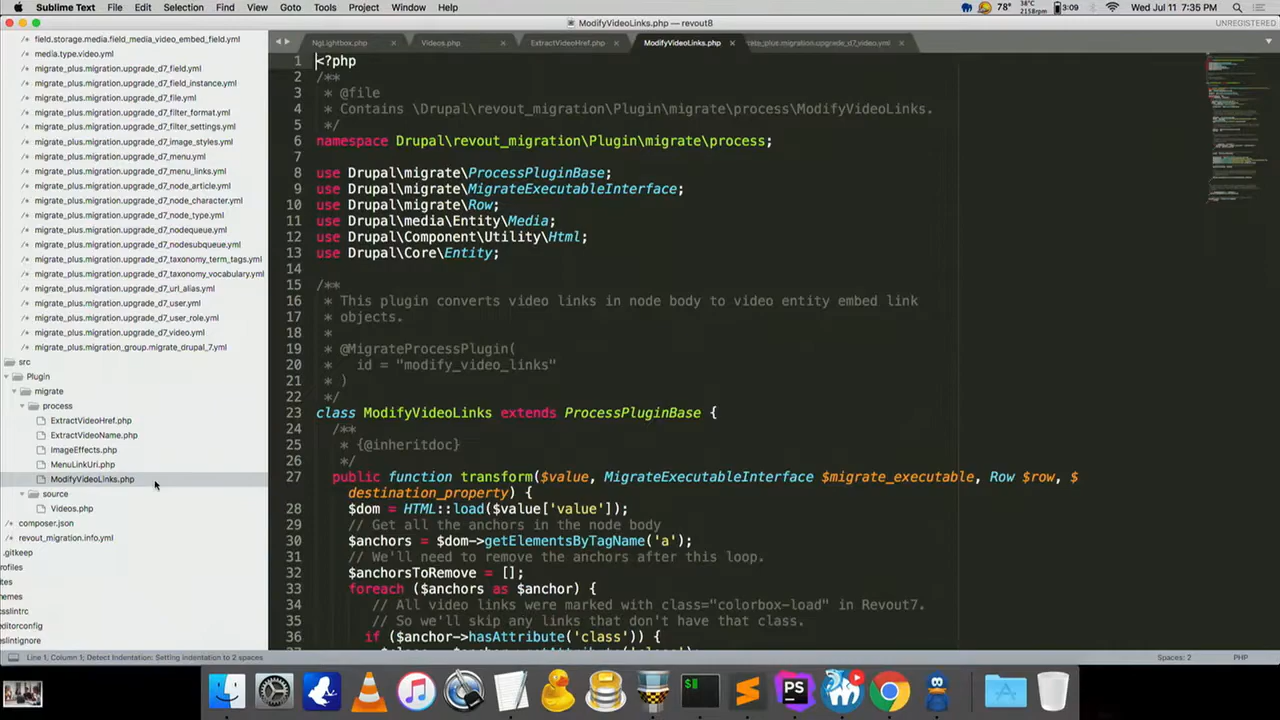 Sublime Text File Edit Selection Find View Goto Tools Project Window Help
78° 38°C 2158rpm 3:09 Wed Jul 11 7:35 PM
ModifyVideoLinks.php — revout8
UNREGISTERED
NgLightbox.php Videos.php ExtractVideoHref.php ModifyVideoLinks.php ate_plus.migration.upgrade_d7_video.yml
field.storage.media.field_media_video_embed_field.yml
media.type.video.yml
migrate_plus.migration.upgrade_d7_field.yml
migrate_plus.migration.upgrade_d7_field_instance.yml
migrate_plus.migration.upgrade_d7_file.yml
migrate_plus.migration.upgrade_d7_filter_format.yml
migrate_plus.migration.upgrade_d7_filter_settings.yml
migrate_plus.migration.upgrade_d7_image_styles.yml
migrate_plus.migration.upgrade_d7_menu.yml
migrate_plus.migration.upgrade_d7_menu_links.yml
migrate_plus.migration.upgrade_d7_node_article.yml
migrate_plus.migration.upgrade_d7_node_character.yml
migrate_plus.migration.upgrade_d7_node_type.yml
migrate_plus.migration.upgrade_d7_nodequeue.yml
migrate_plus.migration.upgrade_d7_nodesubqueue.yml
migrate_plus.migration.upgrade_d7_taxonomy_term_tags.yml
migrate_plus.migration.upgrade_d7_taxonomy_vocabulary.yml
migrate_plus.migration.upgrade_d7_url_alias.yml
migrate_plus.migration.upgrade_d7_user.yml
migrate_plus.migration.upgrade_d7_user_role.yml
migrate_plus.migration.upgrade_d7_video.yml
migrate_plus.migration_group.migrate_drupal_7.yml
src
Plugin
migrate
process
ExtractVideoHref.php
ExtractVideoName.php
ImageEffects.php
MenuLinkUri.php
ModifyVideoLinks.php
source
Videos.php
composer.json
revout_migration.info.yml
.gitkeep
rofiles
ites
hemes
csslintrc
editorconfig
eslintignore
1 <?php
2 /**
3 * @file
4 * Contains \Drupal\revout_migration\Plugin\migrate\process\ModifyVideoLinks.
5 */
6 namespace Drupal\revout_migration\Plugin\migrate\process;
7
8 use Drupal\migrate\ProcessPluginBase;
9 use Drupal\migrate\MigrateExecutableInterface;
10 use Drupal\migrate\Row;
11 use Drupal\media\Entity\Media;
12 use Drupal\Component\Utility\Html;
13 use Drupal\Core\Entity;
14
15 /**
16 * This plugin converts video links in node body to video entity embed link
17 * objects.
18 *
19 * @MigrateProcessPlugin(
20 * id = "modify_video_links"
21 * )
22 */
23 class ModifyVideoLinks extends ProcessPluginBase {
24 /**
25 * {@inheritdoc}
26 */
27 public function transform($value, MigrateExecutableInterface $migrate_executable, Row $row, $
destination_property) {
28 $dom = HTML::load($value['value']);
29 // Get all the anchors in the node body
30 $anchors = $dom->getElementsByTagName('a');
31 // We'll need to remove the anchors after this loop.
32 $anchorsToRemove = [];
33 foreach ($anchors as $anchor) {
34 // All video links were marked with class="colorbox-load" in Revout7.
35 // So we'll skip any links that don't have that class.
36 if ($anchor->hasAttribute('class')) {
Line 1, Column 1; Detect Indentation: Setting indentation to 2 spaces
Spaces: 2 PHP